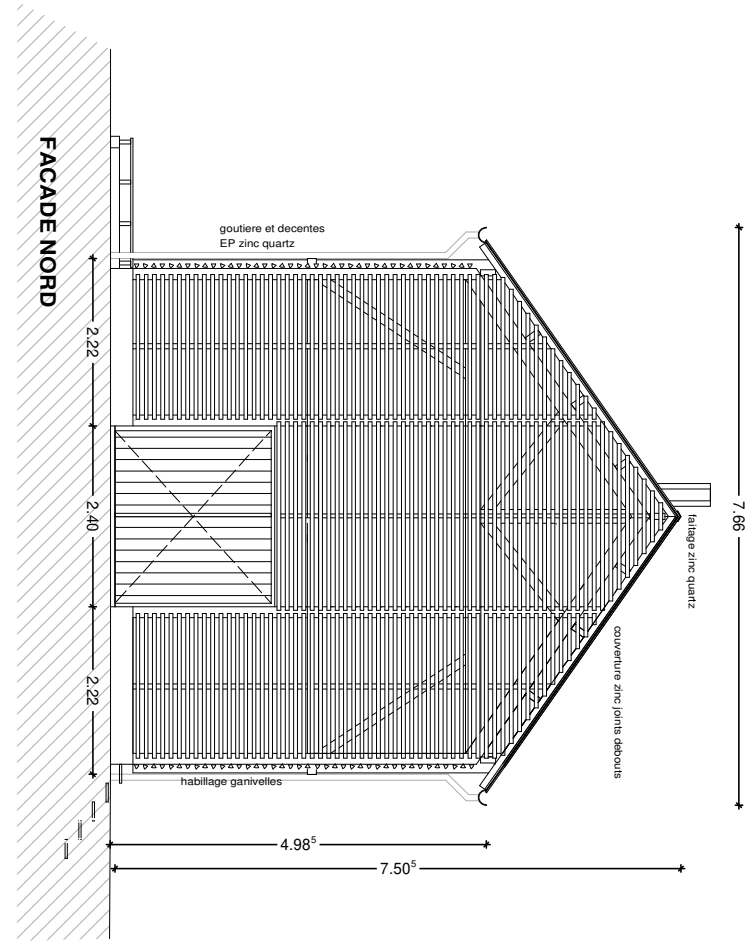 FACADE NORD
goutiere et decentes
EP zinc quartz
2.22
2.40
2.22
7.66
faitage zinc quartz
couverture zinc joints debouts
habillage ganivelles
4.98⁵
7.50⁵